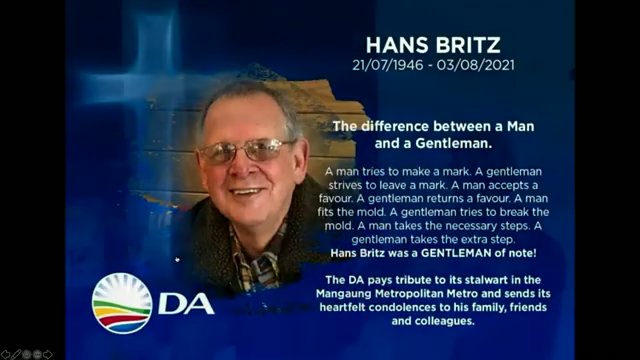 HANS BRITZ
21/07/1946 - 03/08/2021
The difference between a Man
and a Gentleman.
A man tries to make a mark. A gentleman
strives to leave a mark. A man accepts a
favour. A gentleman returns a favour. A man
fits the mold. A gentleman tries to break the
mold. A man takes the necessary steps. A
gentleman takes the extra step.
Hans Britz was a GENTLEMAN of note!
The DA pays tribute to its stalwart in the
Mangaung Metropolitan Metro and sends its
heartfelt condolences to his family, friends
and colleagues.
DA